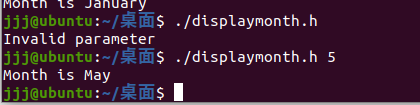 Month is January
jjj@ubuntu:~/桌面$ ./displaymonth.h
Invalid parameter
jjj@ubuntu:~/桌面$ ./displaymonth.h 5
Month is May
jjj@ubuntu:~/桌面$